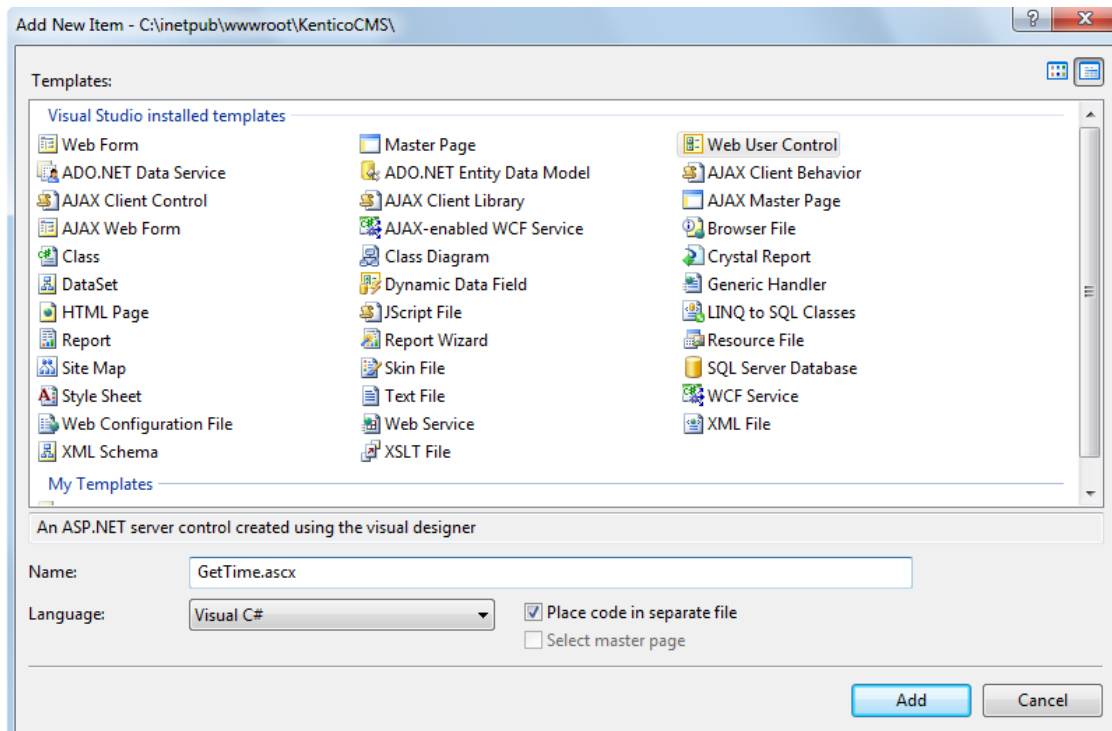 Add New Item - C:\inetpub\wwwroot\KenticoCMS\
Templates:
Visual Studio installed templates
Web Form Master Page Web User Control
ADO.NET Data Service ADO.NET Entity Data Model AJAX Client Behavior
AJAX Client Control AJAX Client Library AJAX Master Page
AJAX Web Form AJAX-enabled WCF Service Browser File
Class Class Diagram Crystal Report
DataSet Dynamic Data Field Generic Handler
HTML Page JScript File LINQ to SQL Classes
Report Report Wizard Resource File
Site Map Skin File SQL Server Database
Style Sheet Text File WCF Service
Web Configuration File Web Service XML File
XML Schema XSLT File
My Templates
An ASP.NET server control created using the visual designer
Name: GetTime.ascx
Language: Visual C# Place code in separate file
Select master page
Add Cancel